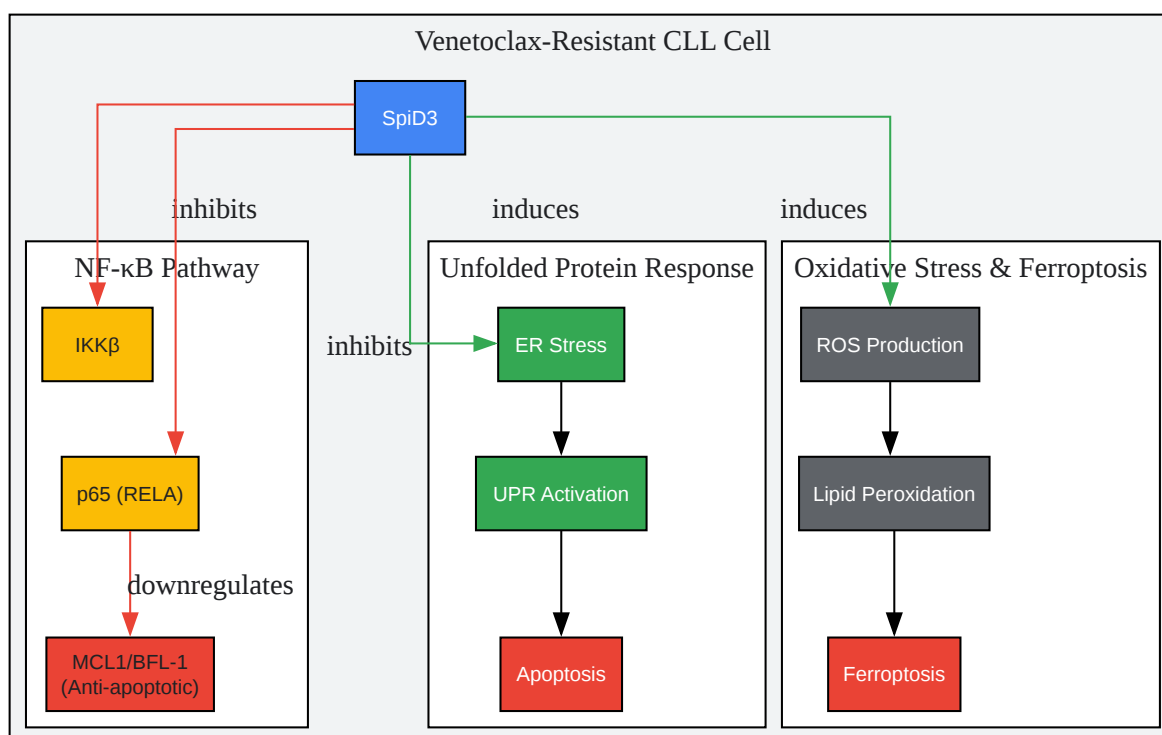 Venetoclax-Resistant CLL Cell
SpiD3
inhibits
induces
induces
NF-κB Pathway
Unfolded Protein Response
Oxidative Stress & Ferroptosis
IKKβ
inhibits
ER Stress
ROS Production
p65 (RELA)
UPR Activation
Lipid Peroxidation
downregulates
MCL1/BFL-1
(Anti-apoptotic)
Apoptosis
Ferroptosis